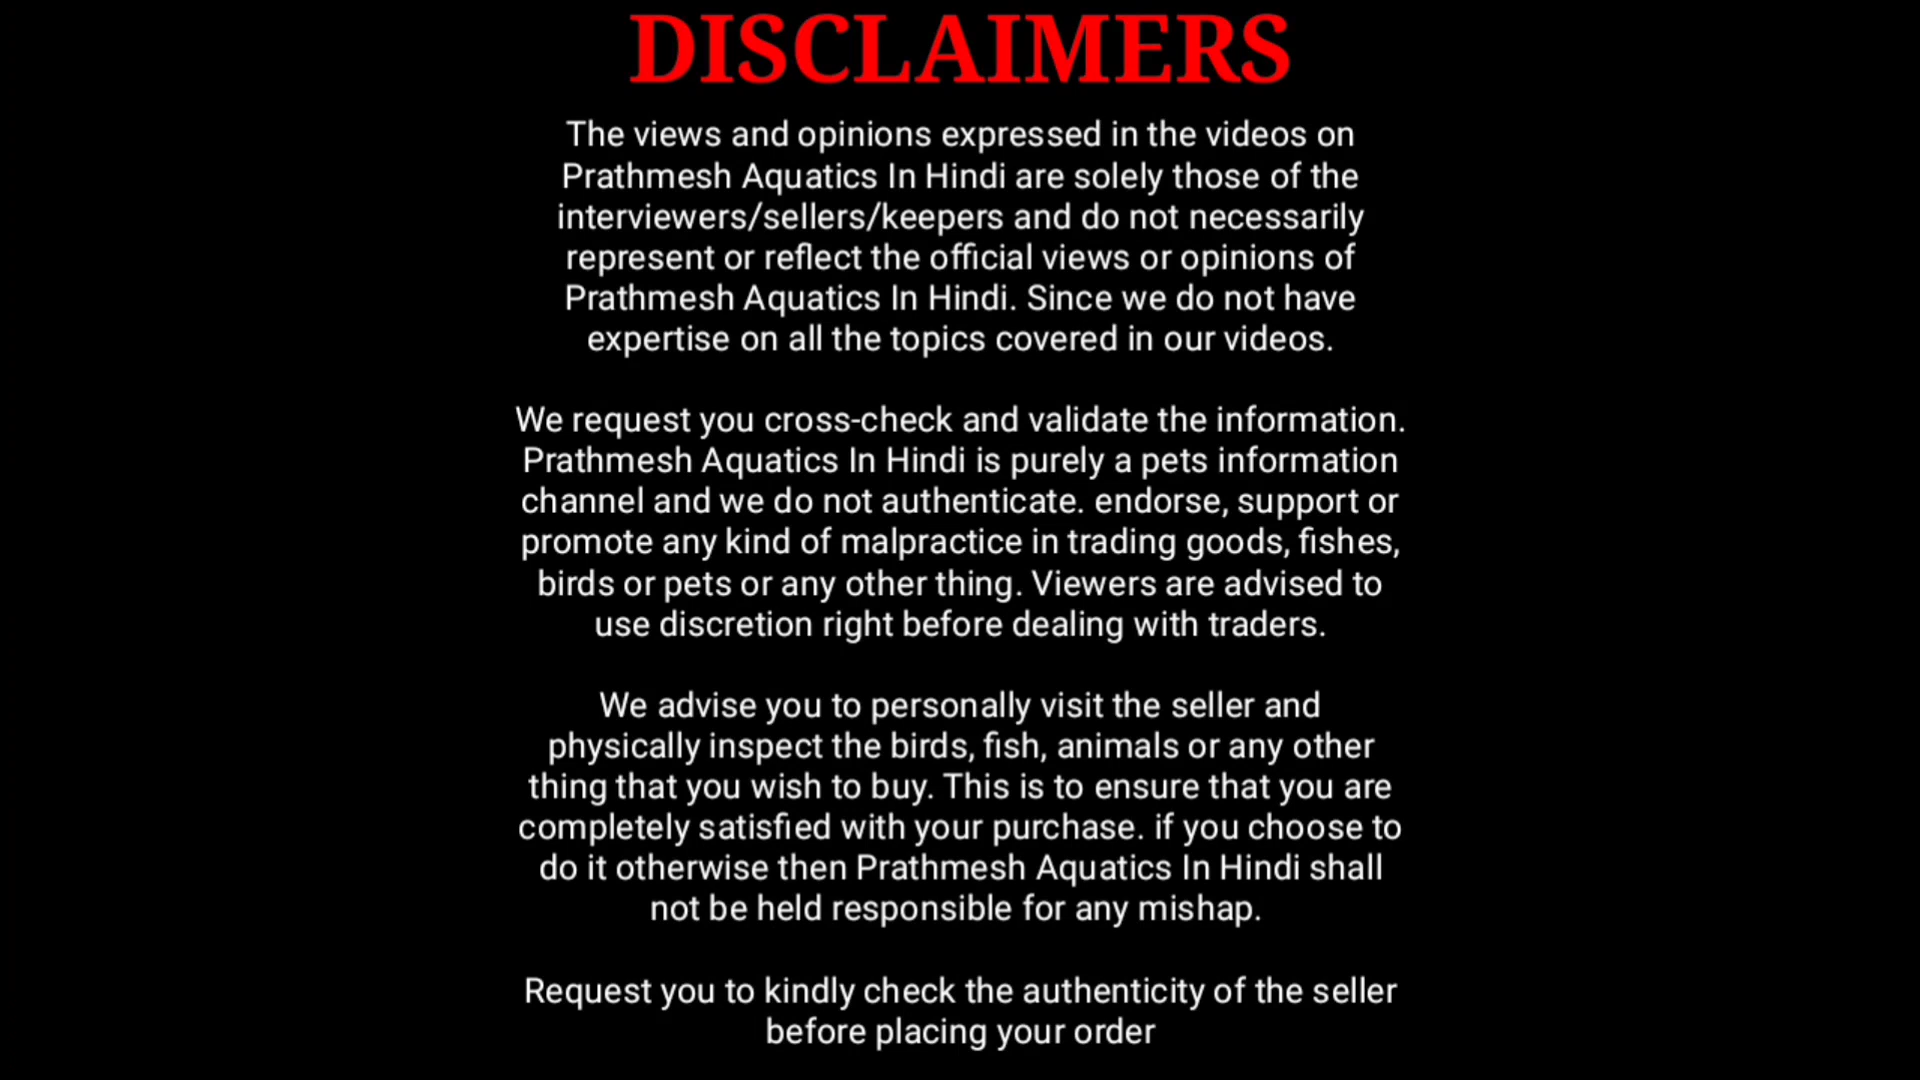 DISCLAIMERS
The views and opinions expressed in the videos on
Prathmesh Aquatics In Hindi are solely those of the
interviewers/sellers/keepers and do not necessarily
represent or reflect the official views or opinions of
Prathmesh Aquatics In Hindi. Since we do not have
expertise on all the topics covered in our videos.
We request you cross-check and validate the information.
Prathmesh Aquatics In Hindi is purely a pets information
channel and we do not authenticate. endorse, support or
promote any kind of malpractice in trading goods, fishes,
birds or pets or any other thing. Viewers are advised to
use discretion right before dealing with traders.
We advise you to personally visit the seller and
physically inspect the birds, fish, animals or any other
thing that you wish to buy. This is to ensure that you are
completely satisfied with your purchase. if you choose to
do it otherwise then Prathmesh Aquatics In Hindi shall
not be held responsible for any mishap.
Request you to kindly check the authenticity of the seller
before placing your order